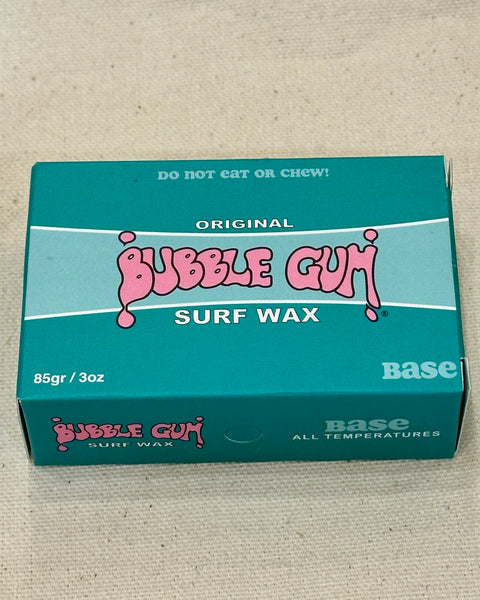 DO NOT EAT OR CHEW!
ORIGINAL
BUBBLE GUM®
SURF WAX
85gr / 3oz
Base
BUBBLE GUM
SURF WAX
Base
ALL TEMPERATURES